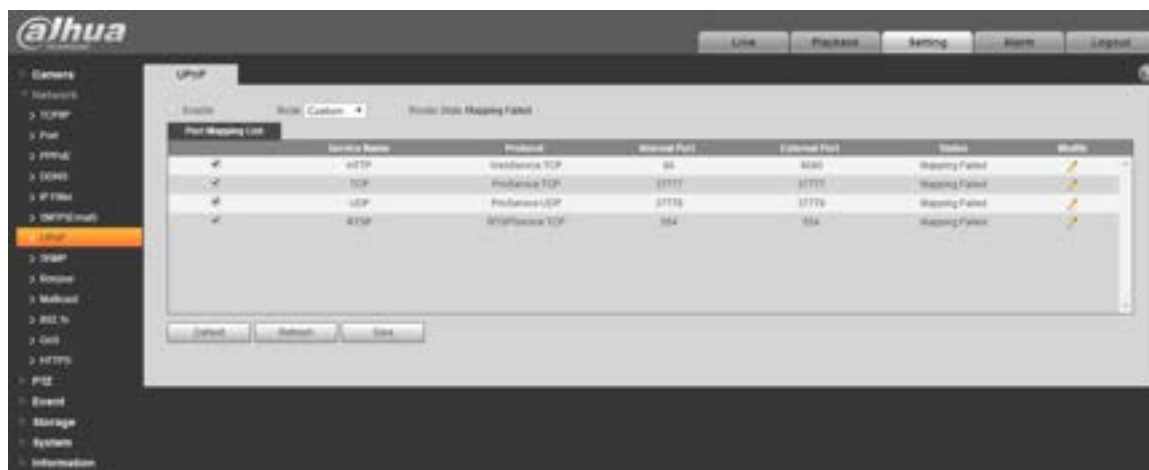 alhua
TECHNOLOGY
Live Playback Setting Alarm Logout
Camera
Network
TCP/IP
Port
PPPoE
DDNS
IP Filter
SMTP(Email)
UPnP
SNMP
Bonjour
Multicast
802.1x
QoS
HTTPS
PTZ
Event
Storage
System
Information
UPnP
Enable Mode Custom Router State Mapping Failed
Port Mapping List
Service Name Protocol Internal Port External Port Status Modify
HTTP WebService:TCP 80 8080 Mapping Failed
TCP PrivService:TCP 37777 37777 Mapping Failed
UDP PrivService:UDP 37778 37778 Mapping Failed
RTSP RTSPService:TCP 554 554 Mapping Failed
Default Refresh Save